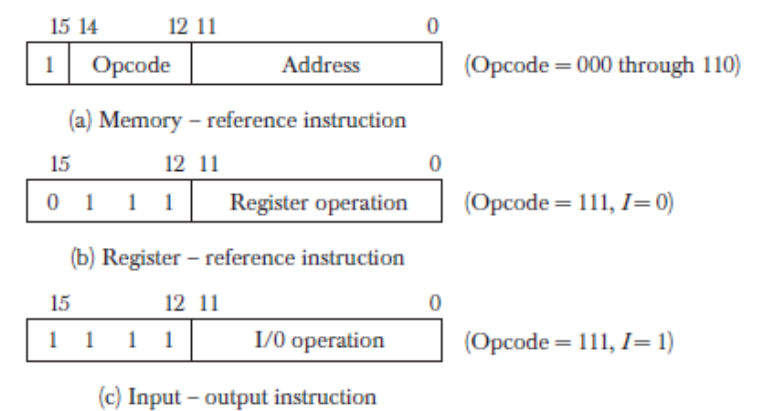 15 14 12 11 0
1 Opcode Address (Opcode = 000 through 110)
(a) Memory – reference instruction
15 12 11 0
0 1 1 1 Register operation (Opcode = 111, I = 0)
(b) Register – reference instruction
15 12 11 0
1 1 1 1 I/0 operation (Opcode = 111, I = 1)
(c) Input – output instruction